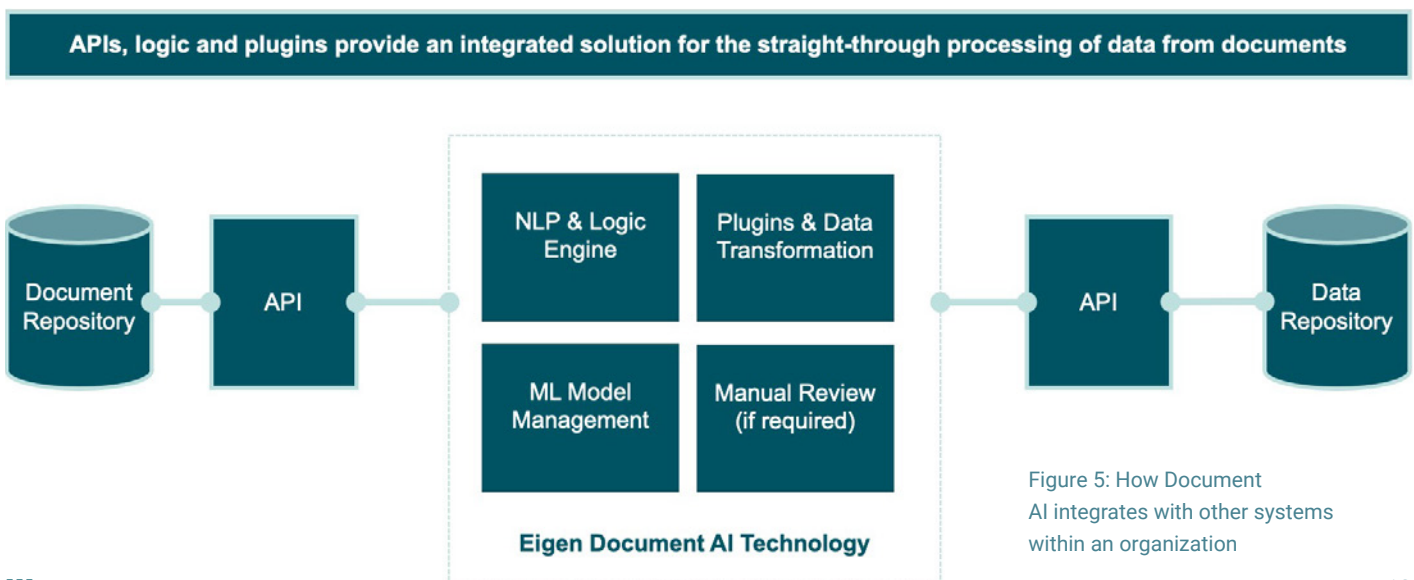 APIs, logic and plugins provide an integrated solution for the straight-through processing of data from documents
Document
Repository
API
NLP & Logic
Engine
Plugins & Data
Transformation
ML Model
Management
Manual Review
(if required)
Eigen Document AI Technology
API
Data
Repository
Figure 5: How Document
AI integrates with other systems
within an organization